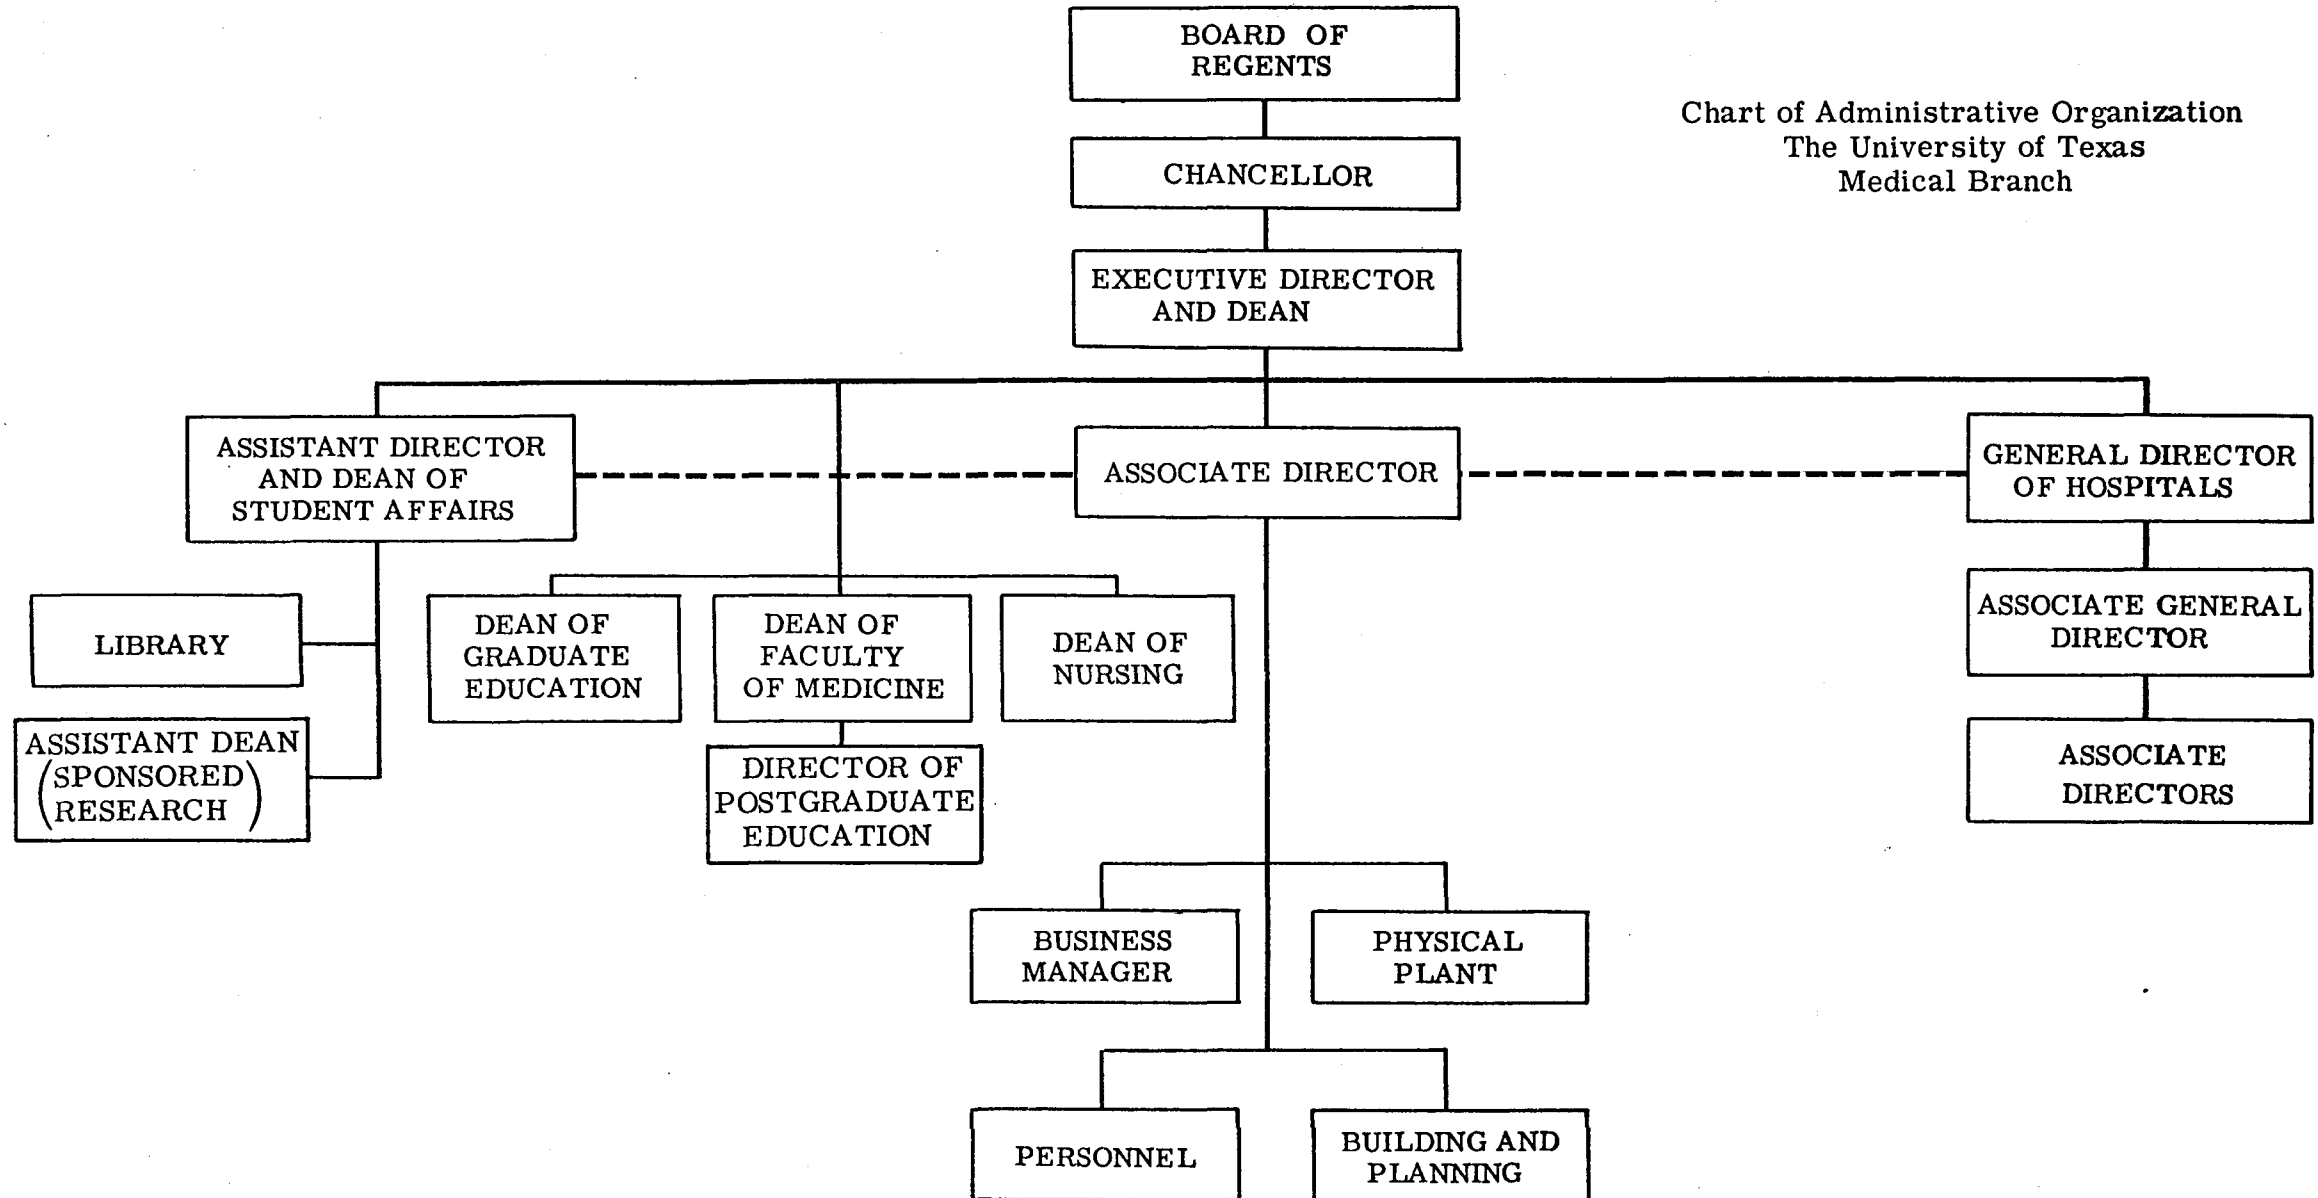 BOARD OF
REGENTS
Chart of Administrative Organization
The University of Texas
Medical Branch
CHANCELLOR
EXECUTIVE DIRECTOR
AND DEAN
ASSISTANT DIRECTOR
AND DEAN OF
STUDENT AFFAIRS
ASSOCIATE DIRECTOR
GENERAL DIRECTOR
OF HOSPITALS
LIBRARY
DEAN OF
GRADUATE
EDUCATION
DEAN OF
FACULTY
OF MEDICINE
DEAN OF
NURSING
ASSOCIATE GENERAL
DIRECTOR
ASSISTANT DEAN
(SPONSORED
RESEARCH)
DIRECTOR OF
POSTGRADUATE
EDUCATION
ASSOCIATE
DIRECTORS
BUSINESS
MANAGER
PHYSICAL
PLANT
PERSONNEL
BUILDING AND
PLANNING